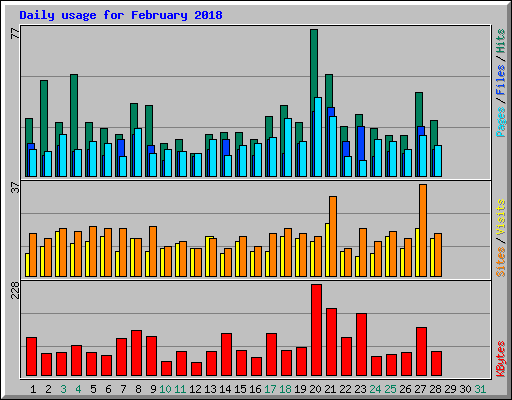 Daily usage for February 2018
77
Pages / Files / Hits
37
Sites / Visits
228
KBytes
1 2 3 4 5 6 7 8 9 10 11 12 13 14 15 16 17 18 19 20 21 22 23 24 25 26 27 28 29 30 31